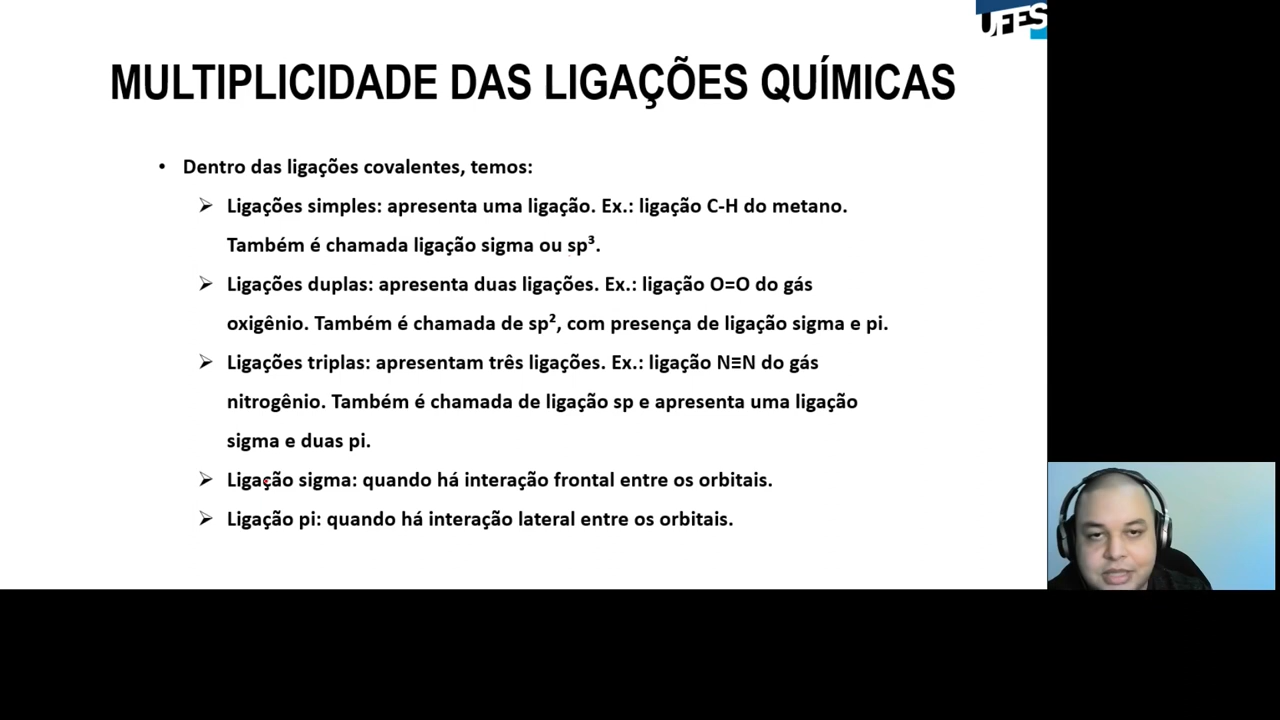 UFES
MULTIPLICIDADE DAS LIGAÇÕES QUÍMICAS
• Dentro das ligações covalentes, temos:
➢ Ligações simples: apresenta uma ligação. Ex.: ligação C-H do metano.
Também é chamada ligação sigma ou sp³.
➢ Ligações duplas: apresenta duas ligações. Ex.: ligação O=O do gás
oxigênio. Também é chamada de sp², com presença de ligação sigma e pi.
➢ Ligações triplas: apresentam três ligações. Ex.: ligação N≡N do gás
nitrogênio. Também é chamada de ligação sp e apresenta uma ligação
sigma e duas pi.
➢ Ligação sigma: quando há interação frontal entre os orbitais.
➢ Ligação pi: quando há interação lateral entre os orbitais.